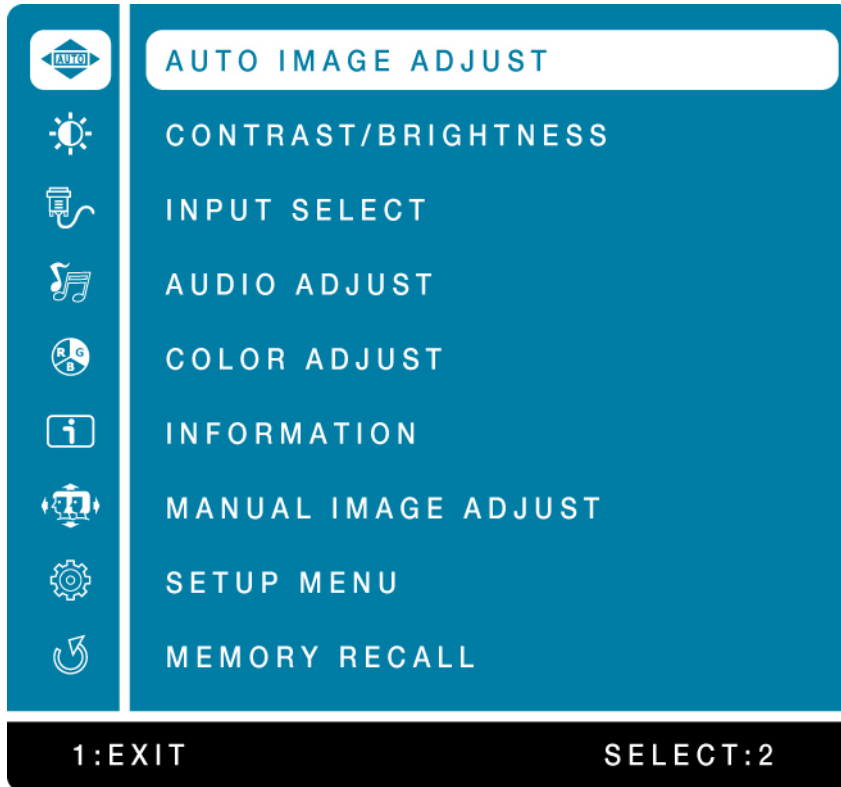 AUTO AUTO IMAGE ADJUST
CONTRAST/BRIGHTNESS
INPUT SELECT
AUDIO ADJUST
R G B COLOR ADJUST
i INFORMATION
MANUAL IMAGE ADJUST
SETUP MENU
MEMORY RECALL
1:EXIT SELECT:2